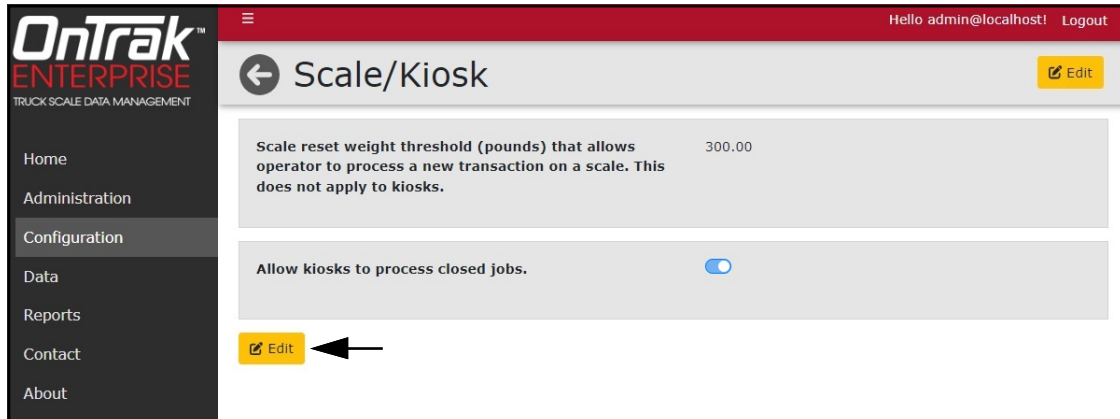 OnTrak™
ENTERPRISE
TRUCK SCALE DATA MANAGEMENT
Hello admin@localhost! Logout
Scale/Kiosk
Edit
Home
Administration
Configuration
Data
Reports
Contact
About
Scale reset weight threshold (pounds) that allows
operator to process a new transaction on a scale. This
does not apply to kiosks.
300.00
Allow kiosks to process closed jobs.
Edit